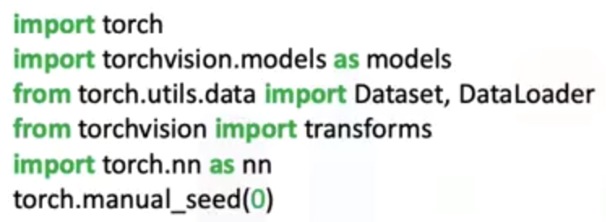 import torch
import torchvision.models as models
from torch.utils.data import Dataset, DataLoader
from torchvision import transforms
import torch.nn as nn
torch.manual_seed(0)